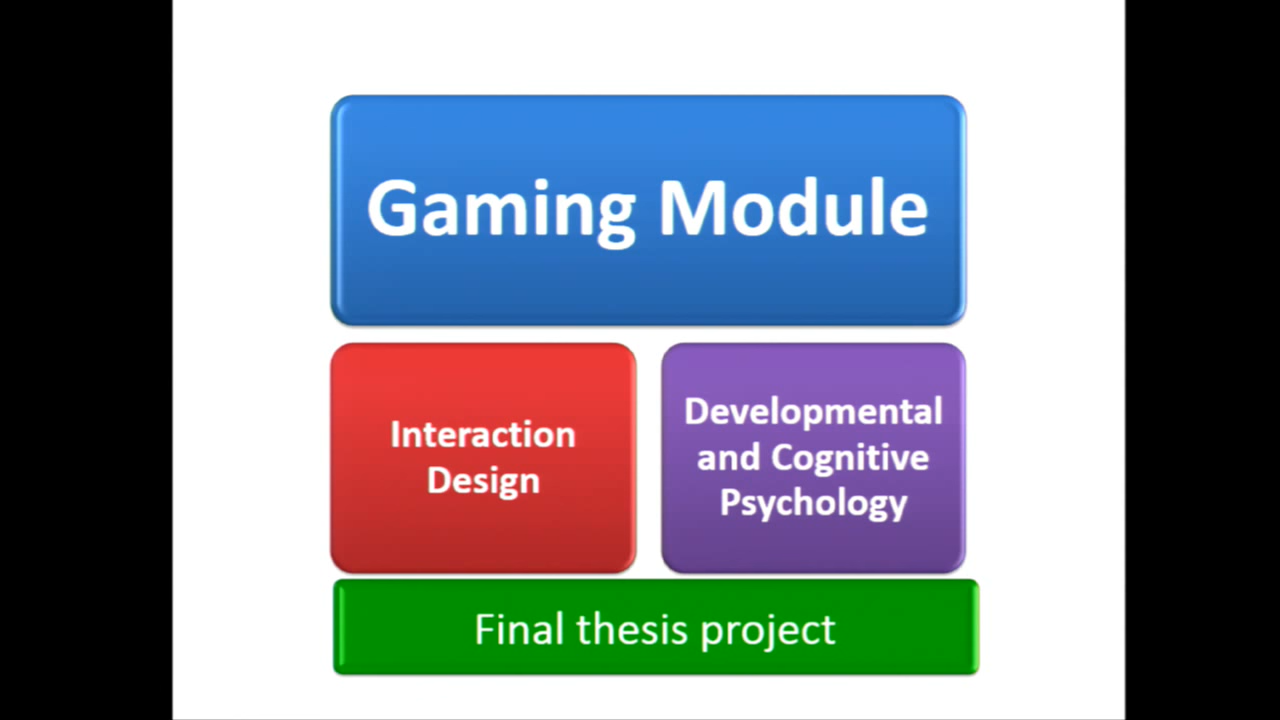 Gaming Module
Interaction
Design
Developmental
and Cognitive
Psychology
Final thesis project